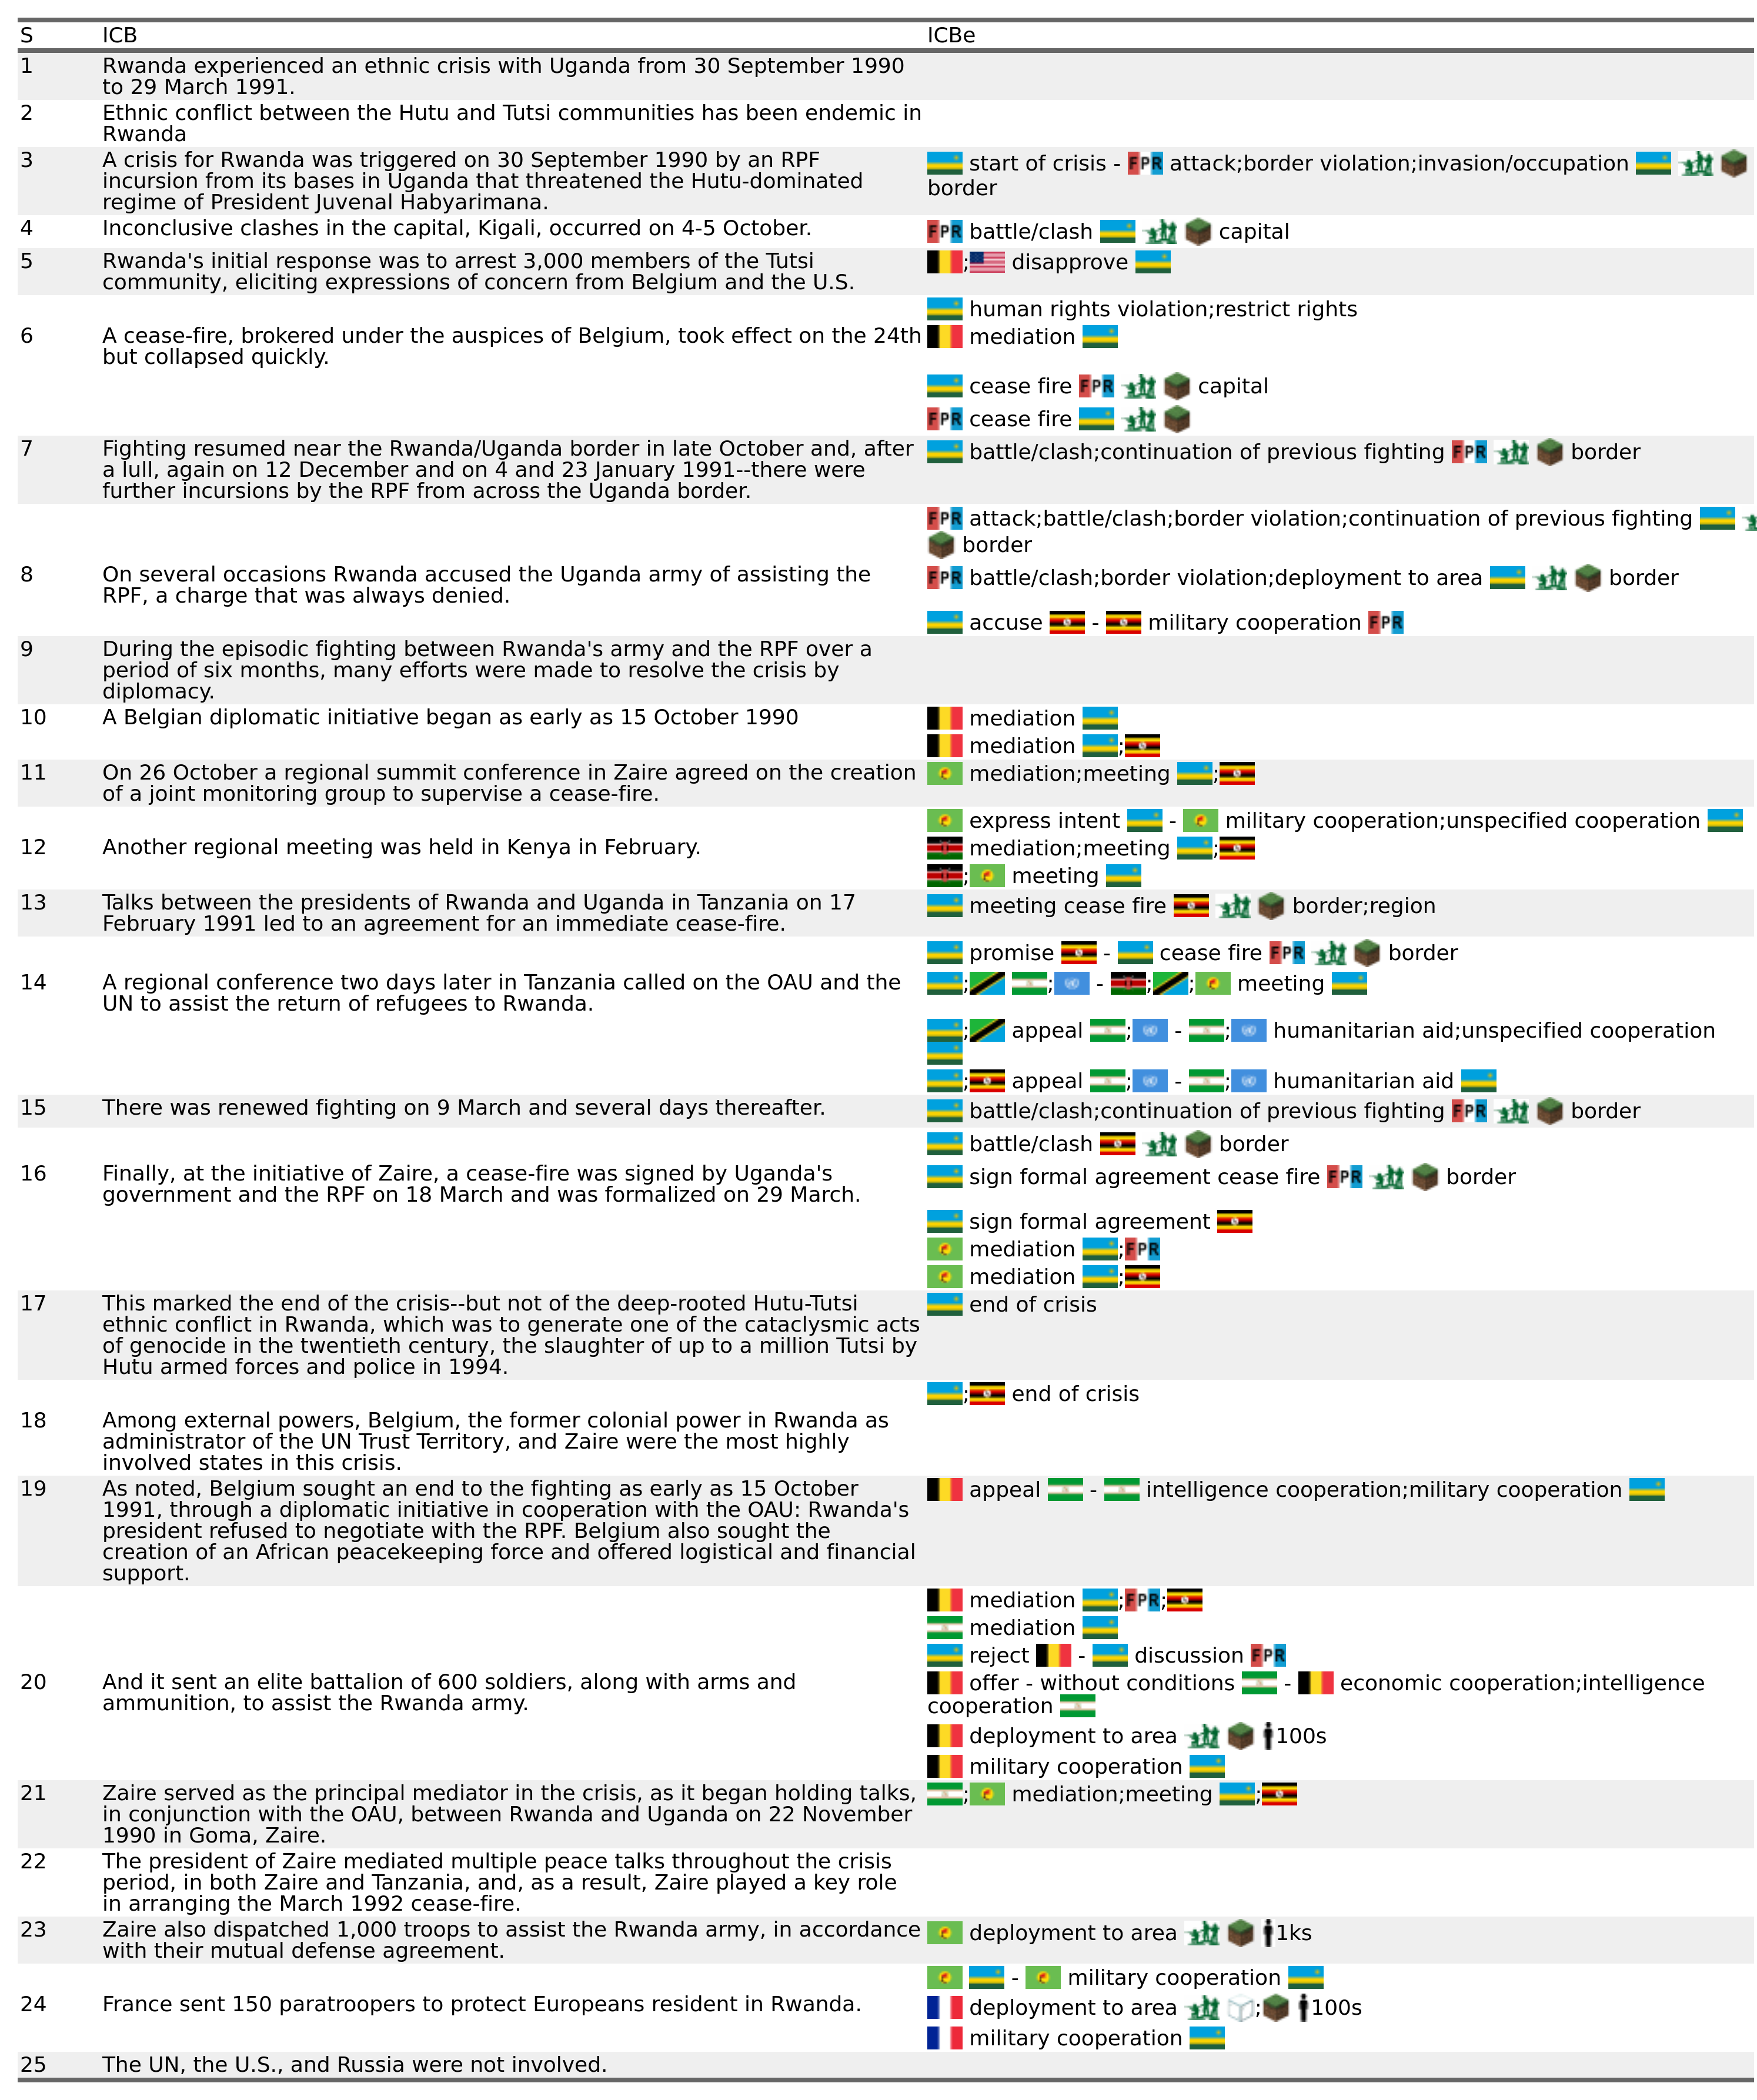 S ICB ICBe
1 Rwanda experienced an ethnic crisis with Uganda from 30 September 1990
to 29 March 1991.
2 Ethnic conflict between the Hutu and Tutsi communities has been endemic in
Rwanda
3 A crisis for Rwanda was triggered on 30 September 1990 by an RPF
incursion from its bases in Uganda that threatened the Hutu-dominated
regime of President Juvenal Habyarimana.
start of crisis - FPR attack;border violation;invasion/occupation
border
4 Inconclusive clashes in the capital, Kigali, occurred on 4-5 October.
FPR battle/clash capital
5 Rwanda's initial response was to arrest 3,000 members of the Tutsi
community, eliciting expressions of concern from Belgium and the U.S.
; disapprove
human rights violation;restrict rights
6 A cease-fire, brokered under the auspices of Belgium, took effect on the 24th
but collapsed quickly.
mediation
cease fire FPR capital
FPR cease fire
7 Fighting resumed near the Rwanda/Uganda border in late October and, after
a lull, again on 12 December and on 4 and 23 January 1991--there were
further incursions by the RPF from across the Uganda border.
battle/clash;continuation of previous fighting FPR border
FPR attack;battle/clash;border violation;continuation of previous fighting
border
8 On several occasions Rwanda accused the Uganda army of assisting the
RPF, a charge that was always denied.
FPR battle/clash;border violation;deployment to area border
accuse - military cooperation FPR
9 During the episodic fighting between Rwanda's army and the RPF over a
period of six months, many efforts were made to resolve the crisis by
diplomacy.
10 A Belgian diplomatic initiative began as early as 15 October 1990
mediation
mediation ;
11 On 26 October a regional summit conference in Zaire agreed on the creation
of a joint monitoring group to supervise a cease-fire.
mediation;meeting ;
express intent - military cooperation;unspecified cooperation
12 Another regional meeting was held in Kenya in February.
mediation;meeting ;
; meeting
13 Talks between the presidents of Rwanda and Uganda in Tanzania on 17
February 1991 led to an agreement for an immediate cease-fire.
meeting cease fire border;region
promise - cease fire FPR border
14 A regional conference two days later in Tanzania called on the OAU and the
UN to assist the return of refugees to Rwanda.
; ; - ; ; meeting
; appeal ; - ; humanitarian aid;unspecified cooperation
; appeal ; - ; humanitarian aid
15 There was renewed fighting on 9 March and several days thereafter.
battle/clash;continuation of previous fighting FPR border
battle/clash border
16 Finally, at the initiative of Zaire, a cease-fire was signed by Uganda's
government and the RPF on 18 March and was formalized on 29 March.
sign formal agreement cease fire FPR border
sign formal agreement
mediation ;FPR
mediation ;
17 This marked the end of the crisis--but not of the deep-rooted Hutu-Tutsi
ethnic conflict in Rwanda, which was to generate one of the cataclysmic acts
of genocide in the twentieth century, the slaughter of up to a million Tutsi by
Hutu armed forces and police in 1994.
end of crisis
; end of crisis
18 Among external powers, Belgium, the former colonial power in Rwanda as
administrator of the UN Trust Territory, and Zaire were the most highly
involved states in this crisis.
19 As noted, Belgium sought an end to the fighting as early as 15 October
1991, through a diplomatic initiative in cooperation with the OAU: Rwanda's
president refused to negotiate with the RPF. Belgium also sought the
creation of an African peacekeeping force and offered logistical and financial
support.
appeal - intelligence cooperation;military cooperation
mediation ;FPR;
mediation
reject - discussion FPR
20 And it sent an elite battalion of 600 soldiers, along with arms and
ammunition, to assist the Rwanda army.
offer - without conditions - economic cooperation;intelligence
cooperation
deployment to area 100s
military cooperation
21 Zaire served as the principal mediator in the crisis, as it began holding talks,
in conjunction with the OAU, between Rwanda and Uganda on 22 November
1990 in Goma, Zaire.
; mediation;meeting ;
22 The president of Zaire mediated multiple peace talks throughout the crisis
period, in both Zaire and Tanzania, and, as a result, Zaire played a key role
in arranging the March 1992 cease-fire.
23 Zaire also dispatched 1,000 troops to assist the Rwanda army, in accordance
with their mutual defense agreement.
deployment to area 1ks
- military cooperation
24 France sent 150 paratroopers to protect Europeans resident in Rwanda.
deployment to area ; 100s
military cooperation
25 The UN, the U.S., and Russia were not involved.